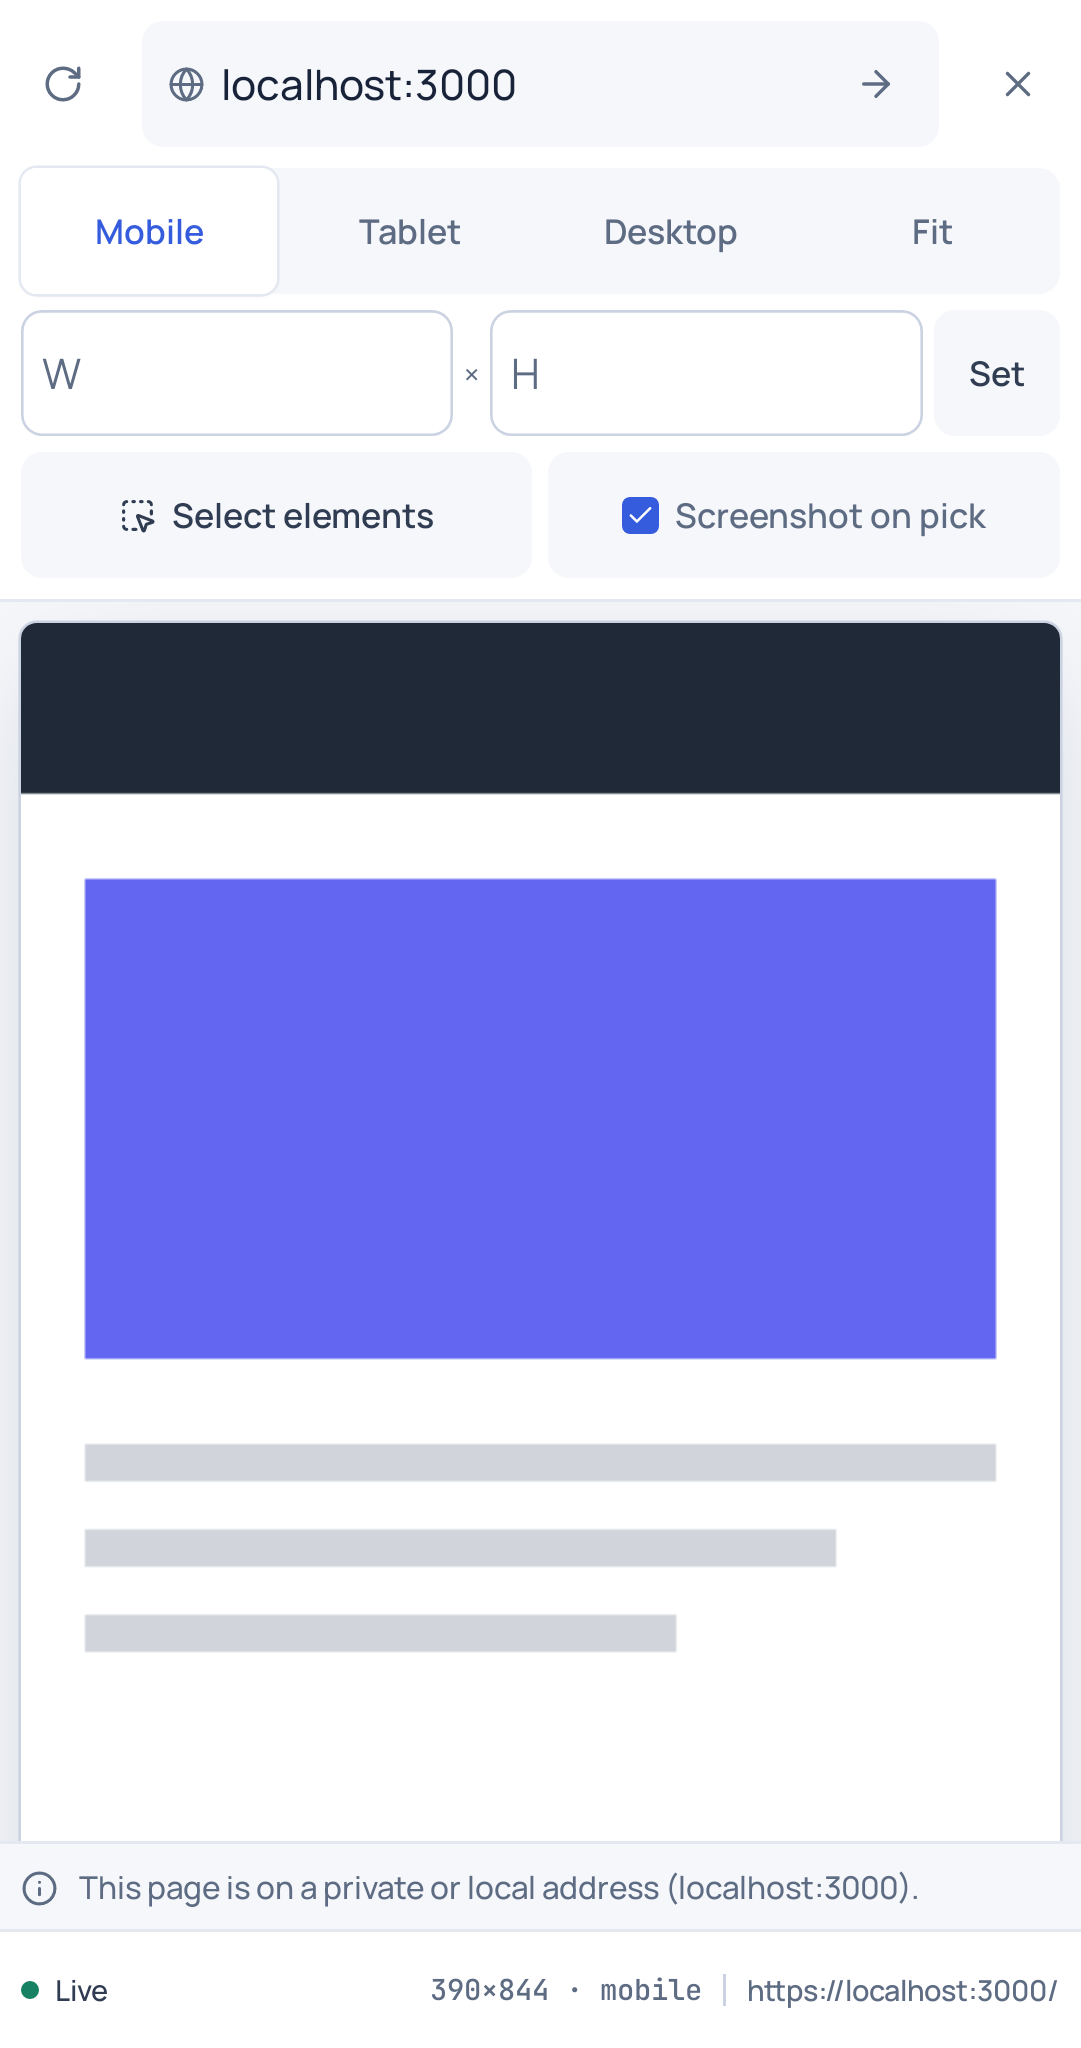 localhost:3000
Mobile Tablet Desktop Fit
W × H Set
Select elements Screenshot on pick
This page is on a private or local address (localhost:3000).
Live 390×844 · mobile https://localhost:3000/